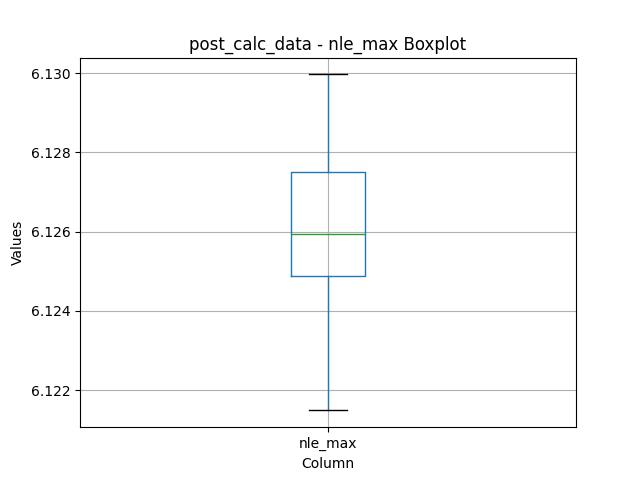 post_calc_data - nle_max Boxplot
6.130
6.128
6.126
6.124
6.122
Values
nle_max
Column